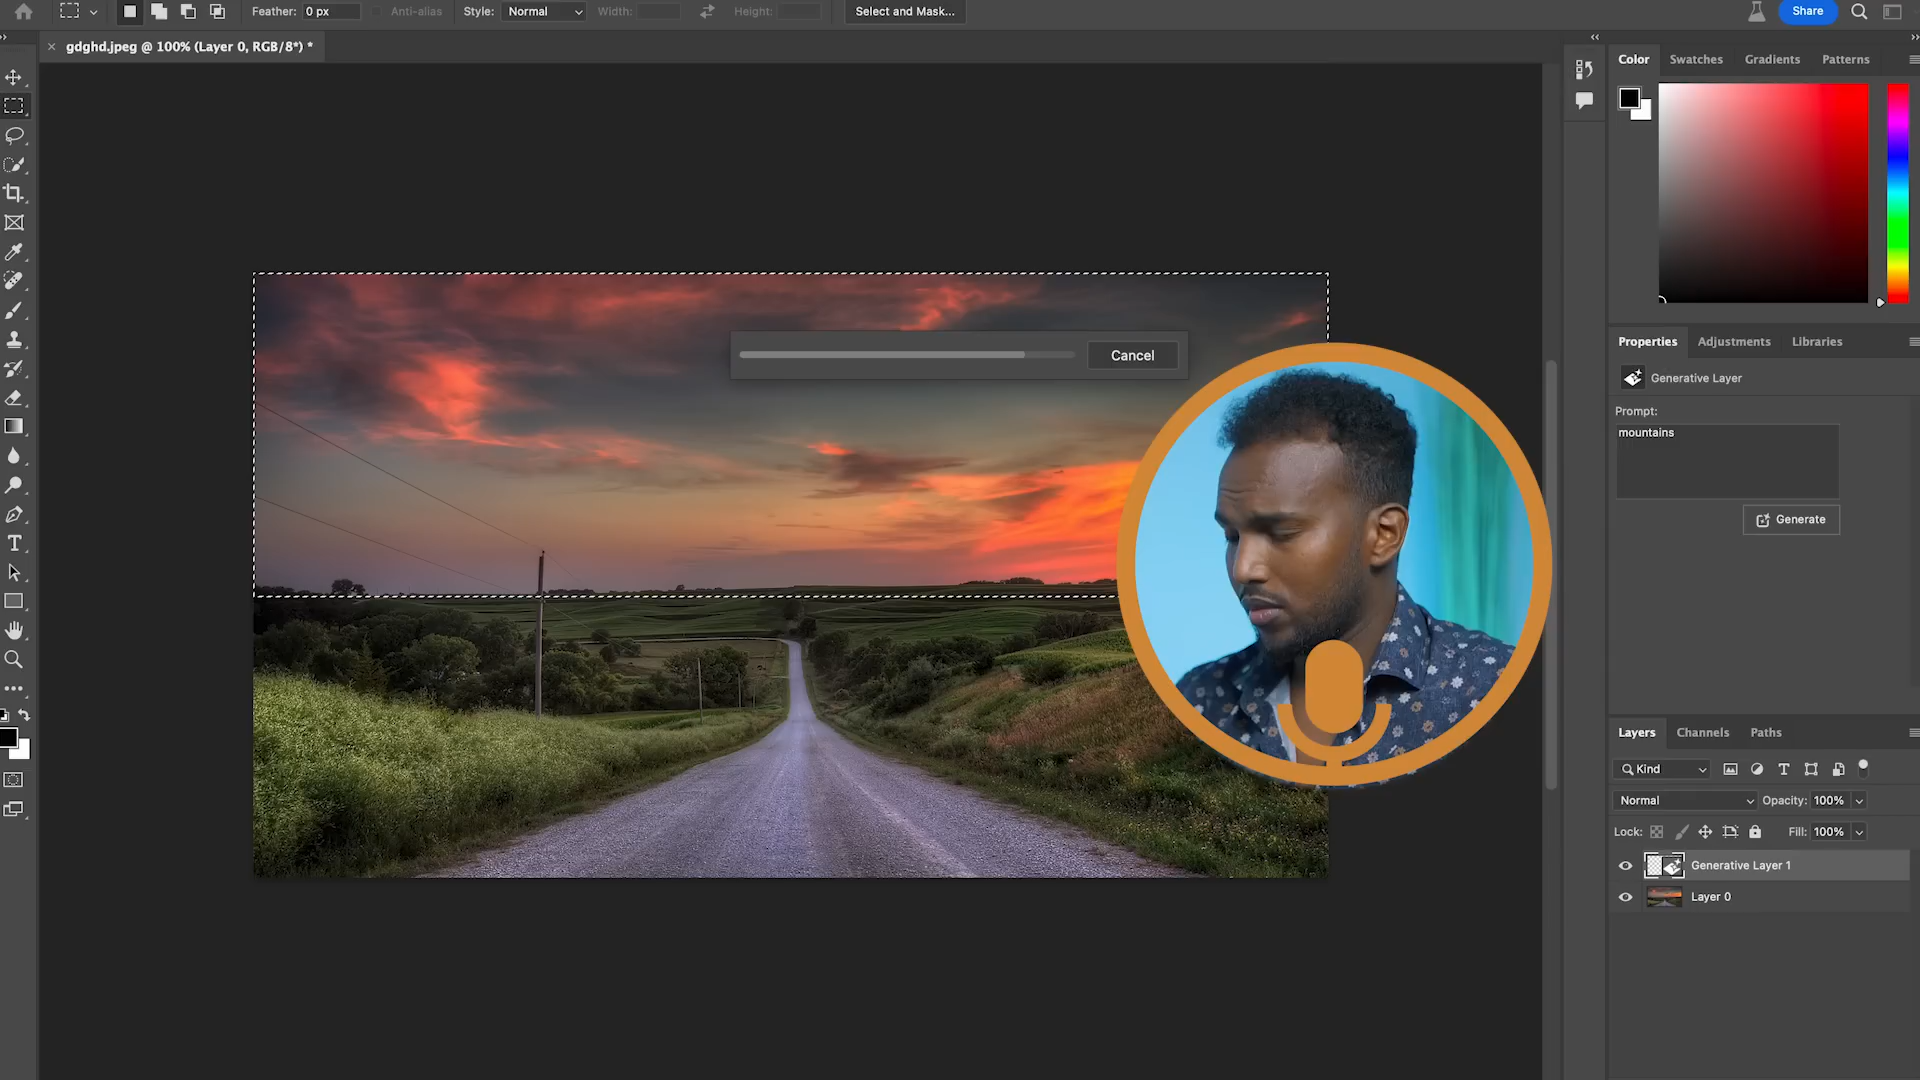 Feather: 0 px Anti-alias Style: Normal Width: Height: Select and Mask... Share
gdghd.jpeg @ 100% (Layer 0, RGB/8*) *
Color Swatches Gradients Patterns
Cancel
Properties Adjustments Libraries
Generative Layer
Prompt:
mountains
Generate
Layers Channels Paths
Kind
Normal Opacity: 100%
Lock: Fill: 100%
Generative Layer 1
Layer 0